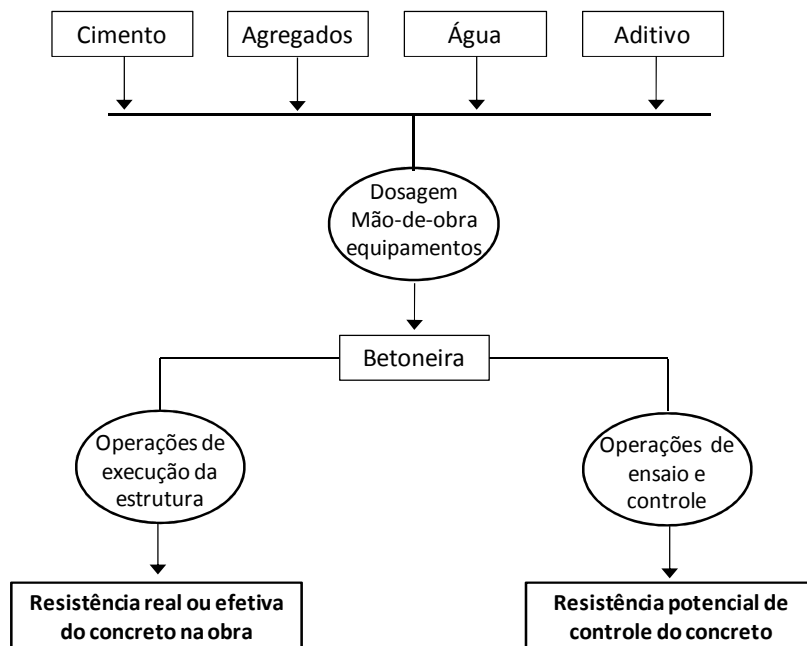 Cimento
Agregados
Água
Aditivo
Dosagem
Mão-de-obra
equipamentos
Betoneira
Operações de
execução da
estrutura
Operações de
ensaio e
controle
Resistência real ou efetiva
do concreto na obra
Resistência potencial de
controle do concreto